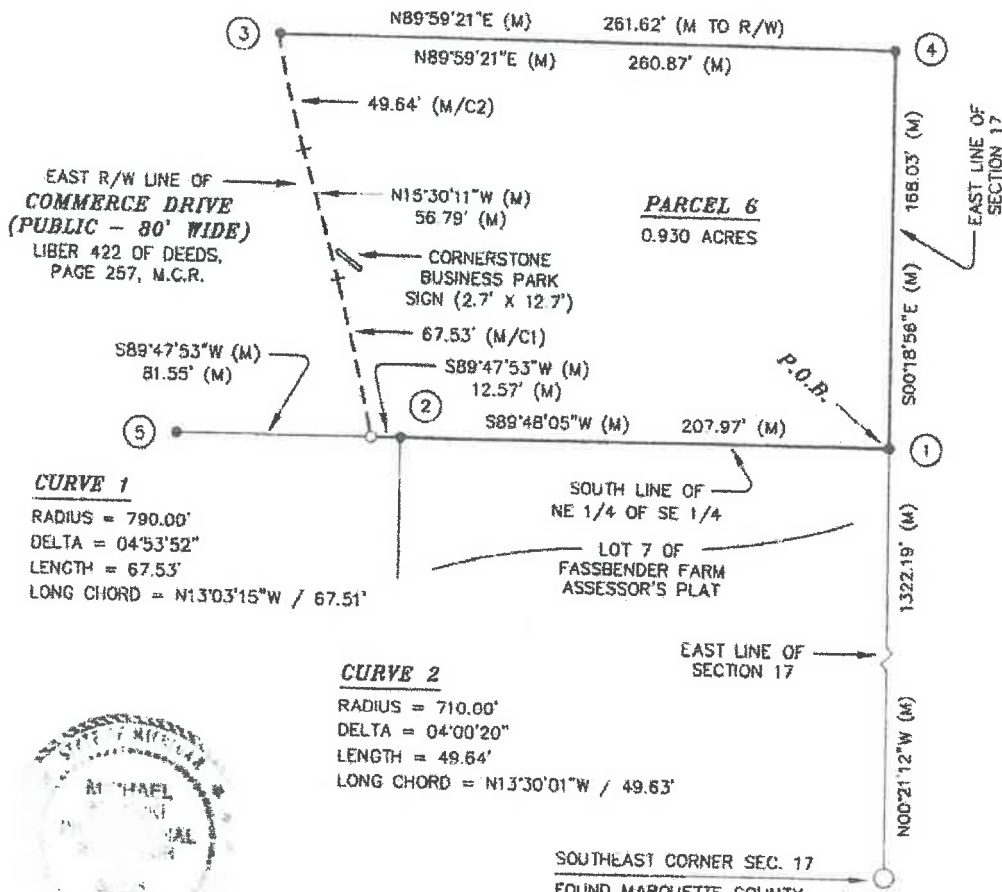 N89°59'21"E (M) 261.62' (M TO R/W)
3
4
N89°59'21"E (M) 260.87' (M)
49.64' (M/C2)
168.03' (M)
EAST LINE OF
SECTION 17
EAST R/W LINE OF
COMMERCE DRIVE
(PUBLIC - 80' WIDE)
LIBER 422 OF DEEDS,
PAGE 257, M.C.R.
N15°30'11"W (M)
56.79' (M)
PARCEL 6
0.930 ACRES
CORNERSTONE
BUSINESS PARK
SIGN (2.7' X 12.7')
S00°18'56"E (M)
67.53' (M/C1)
S89°47'53"W (M)
81.55' (M)
S89°47'53"W (M)
12.57' (M)
P.O.B.
5
2
S89°48'05"W (M) 207.97' (M)
1
CURVE 1
RADIUS = 790.00'
DELTA = 04°53'52"
LENGTH = 67.53'
LONG CHORD = N13°03'15"W / 67.51'
SOUTH LINE OF
NE 1/4 OF SE 1/4
LOT 7 OF
FASSBENDER FARM
ASSESSOR'S PLAT
1322.19' (M)
EAST LINE OF
SECTION 17
CURVE 2
RADIUS = 710.00'
DELTA = 04°00'20"
LENGTH = 49.64'
LONG CHORD = N13°30'01"W / 49.63'
N00°21'12"W (M)
STATE OF MICHIGAN
SOUTHEAST CORNER SEC. 17
FOUND MARQUETTE COUNTY